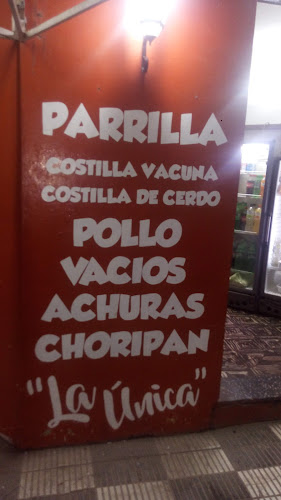 PARRILLA
COSTILLA VACUNA
COSTILLA DE CERDO
POLLO
VACIOS
ACHURAS
CHORIPAN
"La Única"